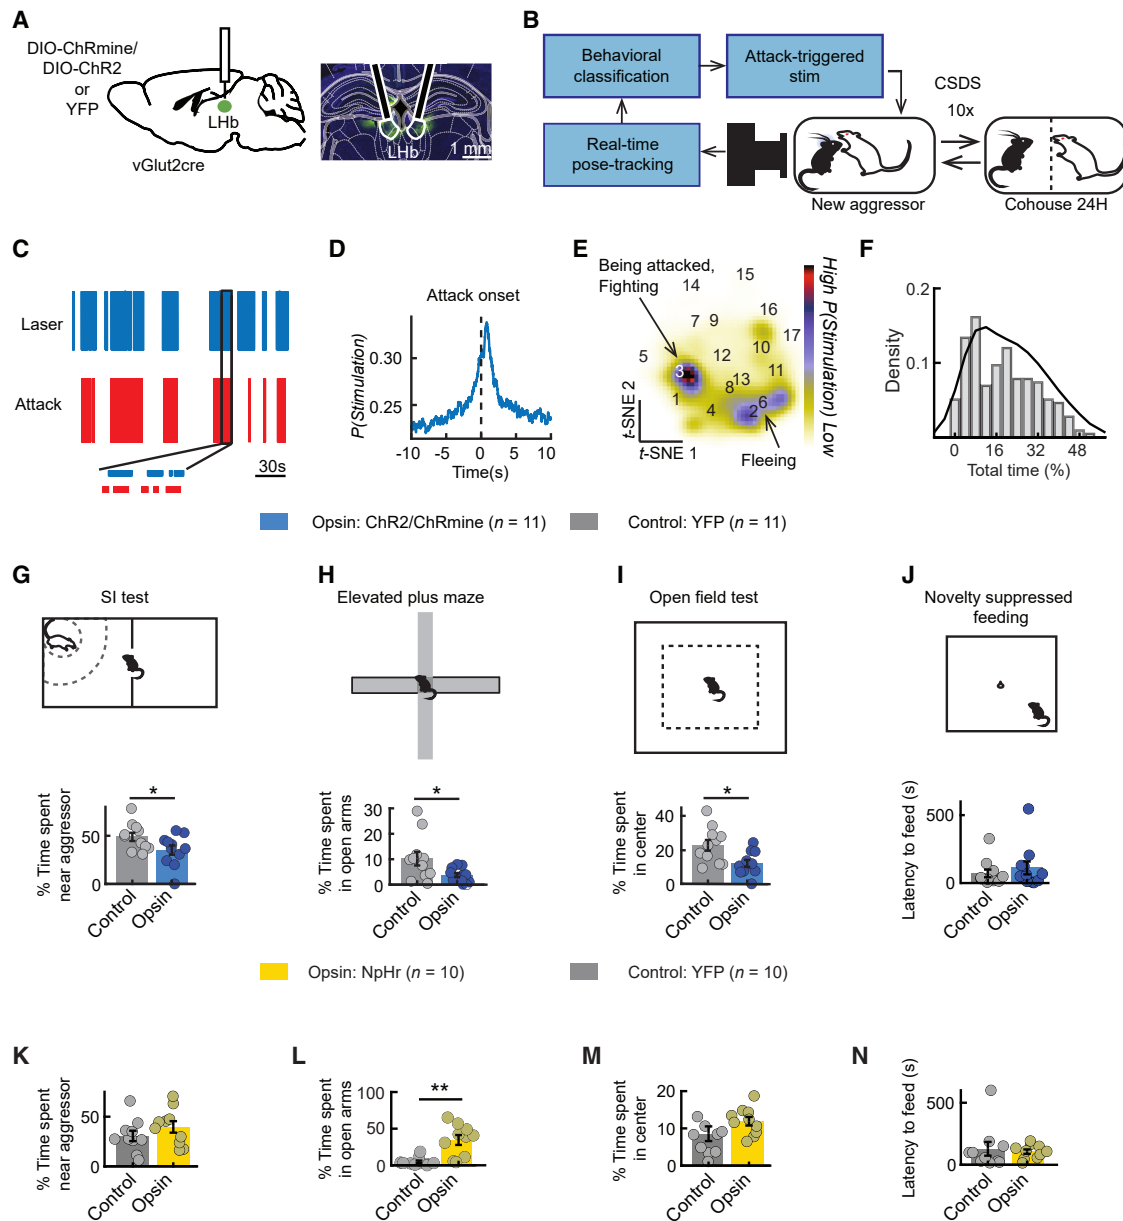 A
DIO-ChRmine/
DIO-ChR2
or
YFP
LHb
vGlut2cre
LHb
1 mm
B
Behavioral
classification
Attack-triggered
stim
Real-time
pose-tracking
CSDS
10x
New aggressor
Cohouse 24H
C
Laser
Attack
30s
D
Attack onset
P(Stimulation)
0.30
0.25
-10
-5
0
5
10
Time(s)
E
Being attacked,
Fighting
15
14
16
7
9
17
5
12
10
3
13
11
8
1
4
2
6
t-SNE 2
t-SNE 1
Fleeing
High P(Stimulation) Low
F
0.2
0.1
Density
0
16
32
48
Total time (%)
Opsin: ChR2/ChRmine (n = 11)
Control: YFP (n = 11)
G
SI test
% Time spent
near aggressor
50
0
*
Control
Opsin
H
Elevated plus maze
% Time spent
in open arms
30
20
10
0
*
Control
Opsin
I
Open field test
% Time spent
in center
40
20
0
*
Control
Opsin
J
Novelty suppressed
feeding
Latency to feed (s)
500
0
Control
Opsin
Opsin: NpHr (n = 10)
Control: YFP (n = 10)
K
% Time spent
near aggressor
50
0
Control
Opsin
L
% Time spent
in open arms
100
50
0
**
Control
Opsin
M
% Time spent
in center
20
10
0
Control
Opsin
N
Latency to feed (s)
500
0
Control
Opsin